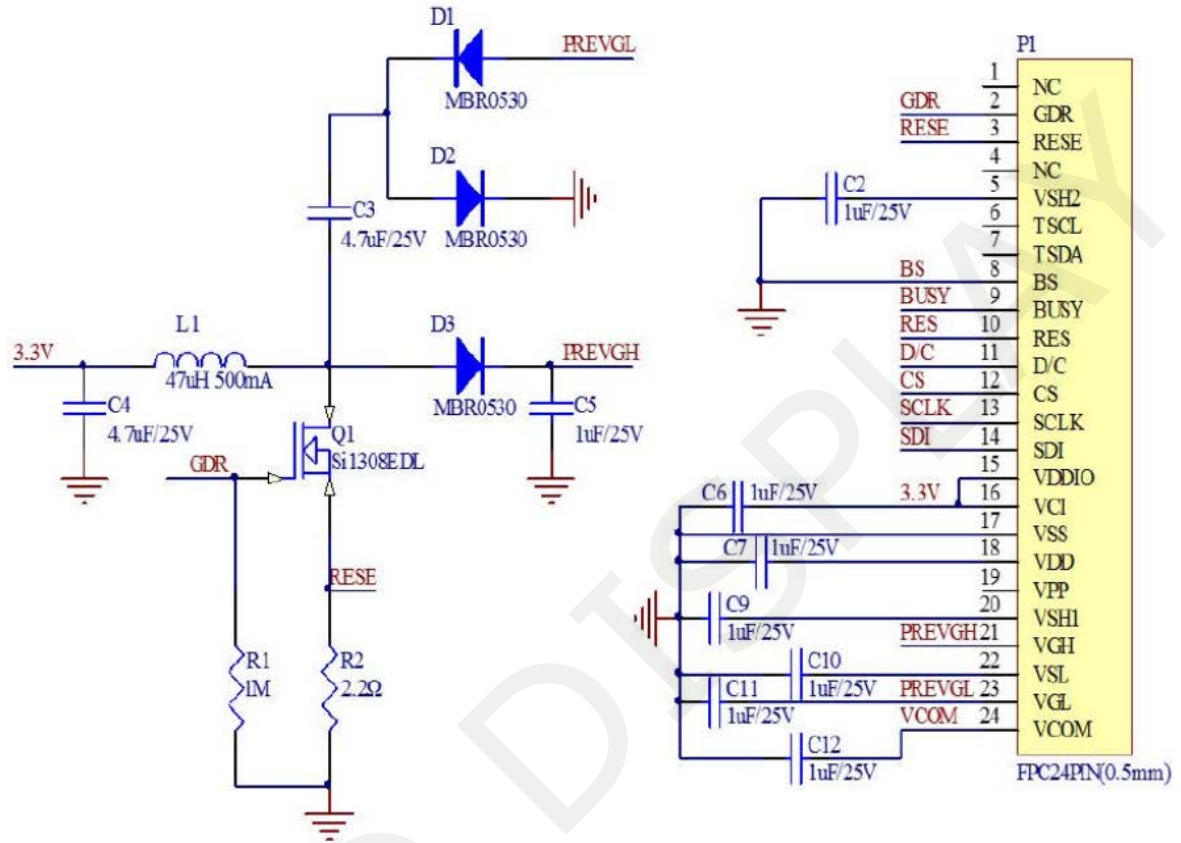 D1
PREVGL
MBR0530
D2
MBR0530
C3
4.7uF/25V
L1
3.3V
47uH 500mA
D3
PREVGH
MBR0530
C4
4.7uF/25V
C5
1uF/25V
Q1
Si1308EDL
GDR
RESE
R1
1M
R2
2.2Ω
P1
1 NC
GDR 2 GDR
RESE 3 RESE
4 NC
C2
1uF/25V
5 VSH2
6 TSCL
7 TSDA
BS 8 BS
BUSY 9 BUSY
RES 10 RES
D/C 11 D/C
CS 12 CS
SCLK 13 SCLK
SDI 14 SDI
15 VDDIO
C6 1uF/25V
3.3V 16 VCI
17 VSS
C7 1uF/25V
18 VDD
19 VPP
C9
1uF/25V
20 VSH1
PREVGH 21 VGH
C10
1uF/25V
22 VSL
C11
1uF/25V
PREVGL 23 VGL
VCOM 24 VCOM
C12
1uF/25V
FPC24PIN(0.5mm)
DISPLAY